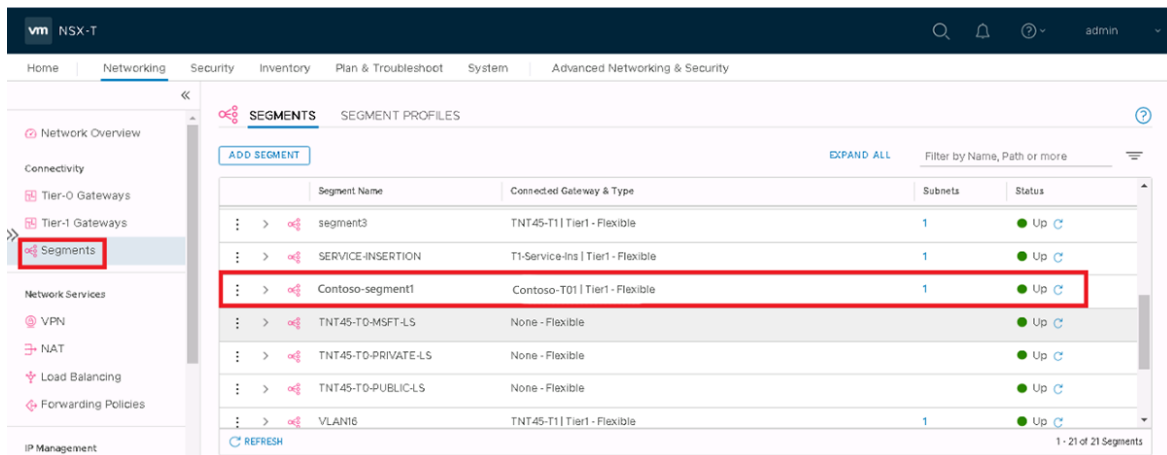 vm NSX-T admin
Home Networking Security Inventory Plan & Troubleshoot System Advanced Networking & Security
Network Overview
Connectivity
Tier-0 Gateways
Tier-1 Gateways
Segments
Network Services
VPN
NAT
Load Balancing
Forwarding Policies
IP Management
SEGMENTS SEGMENT PROFILES
ADD SEGMENT EXPAND ALL Filter by Name, Path or more
Segment Name Connected Gateway & Type Subnets Status
segment3 TNT45-T1 | Tier1 - Flexible 1 Up
SERVICE-INSERTION T1-Service-Ins | Tier1 - Flexible 1 Up
Contoso-segment1 Contoso-T01 | Tier1 - Flexible 1 Up
TNT45-T0-MSFT-LS None - Flexible Up
TNT45-T0-PRIVATE-LS None - Flexible Up
TNT45-T0-PUBLIC-LS None - Flexible Up
VLAN16 TNT45-T1 | Tier1 - Flexible 1 Up
REFRESH 1 - 21 of 21 Segments